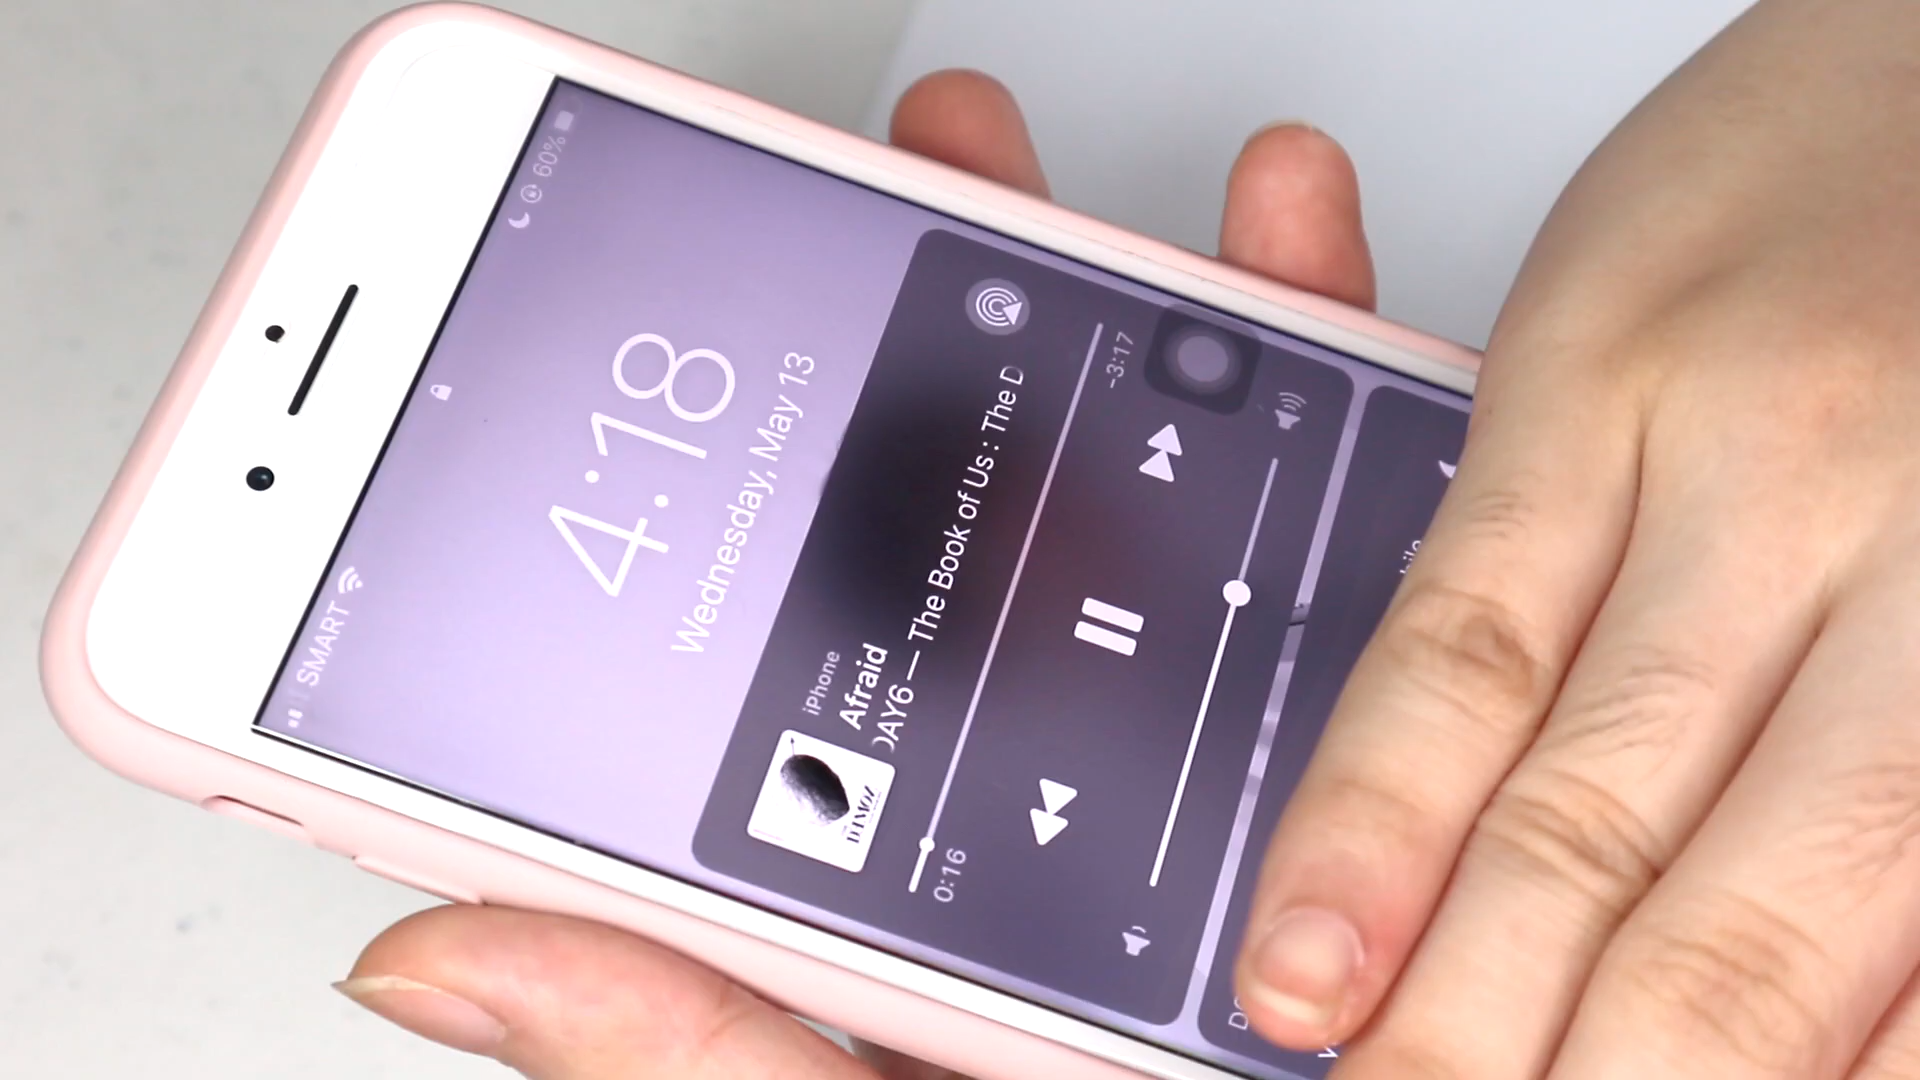 SMART
60%
4:18
Wednesday, May 13
iPhone
Afraid
DAY6 — The Book of Us : The D
0:16
-3:17